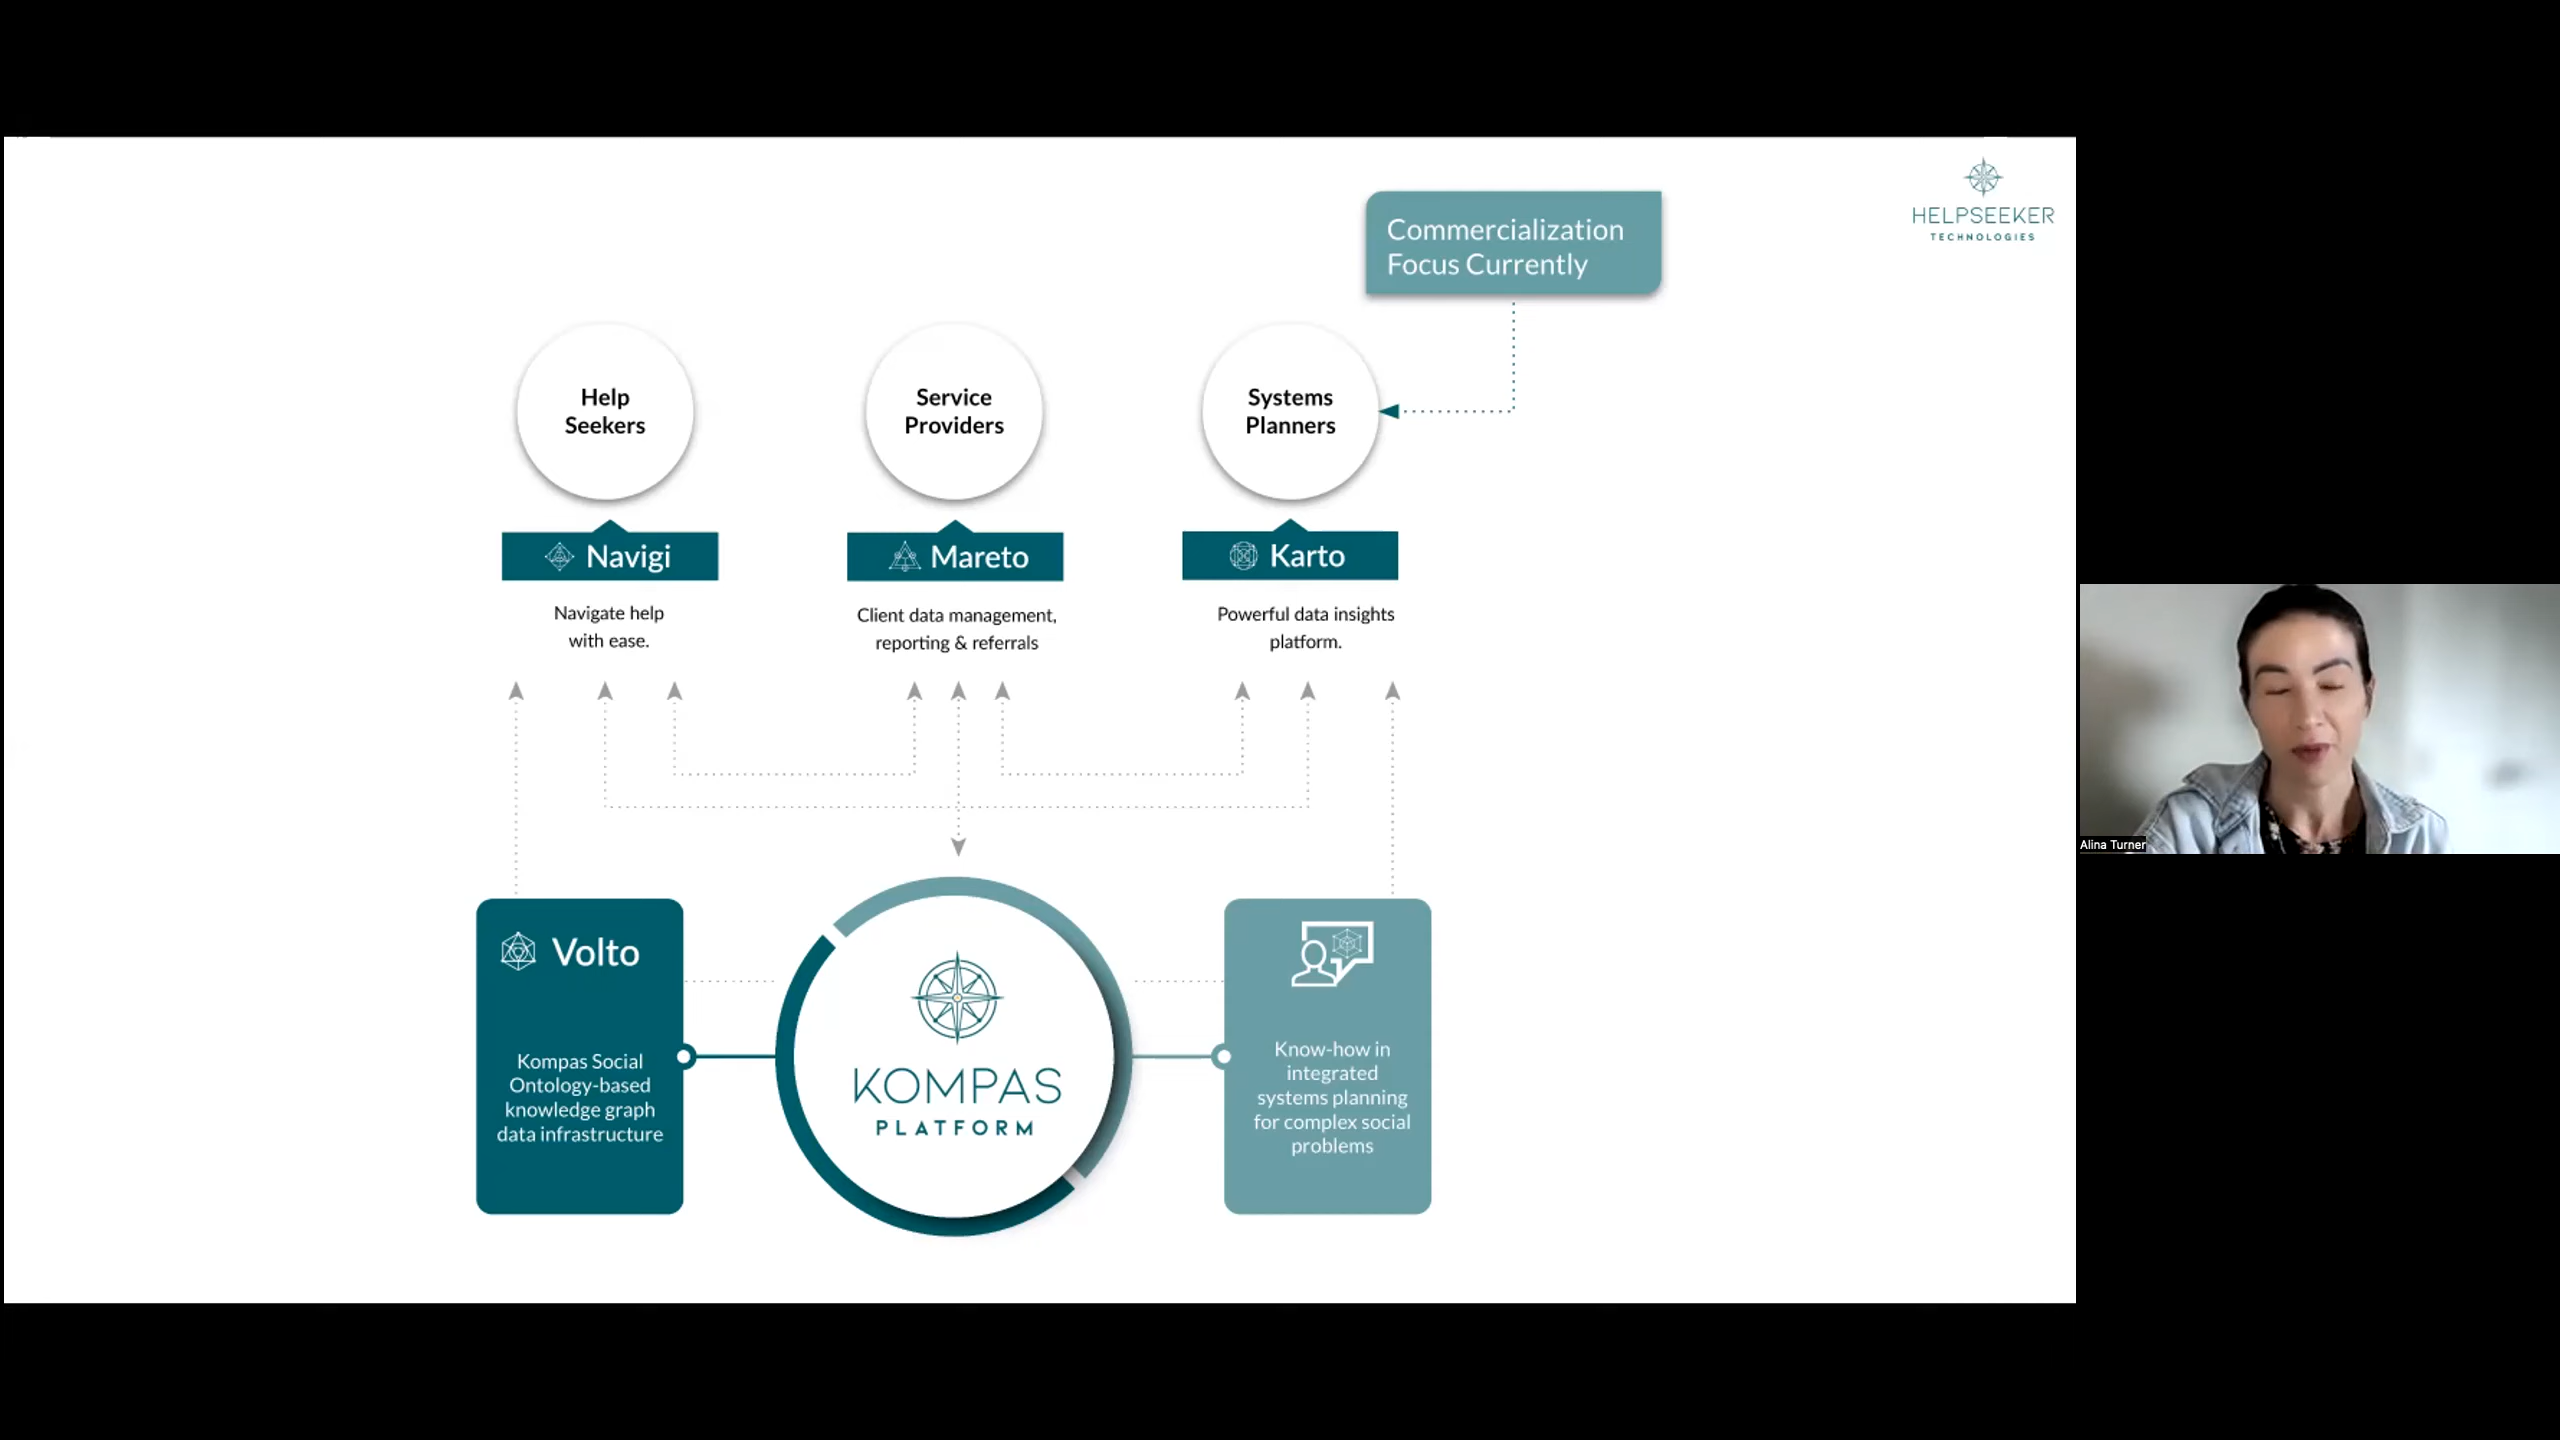 Commercialization
Focus Currently
HELPSEEKER
TECHNOLOGIES
Help
Seekers
Service
Providers
Systems
Planners
Navigi
Mareto
Karto
Navigate help
with ease.
Client data management,
reporting & referrals
Powerful data insights
platform.
Volto
Kompas Social
Ontology-based
knowledge graph
data infrastructure
KOMPAS
PLATFORM
Know-how in
integrated
systems planning
for complex social
problems
Alina Turner